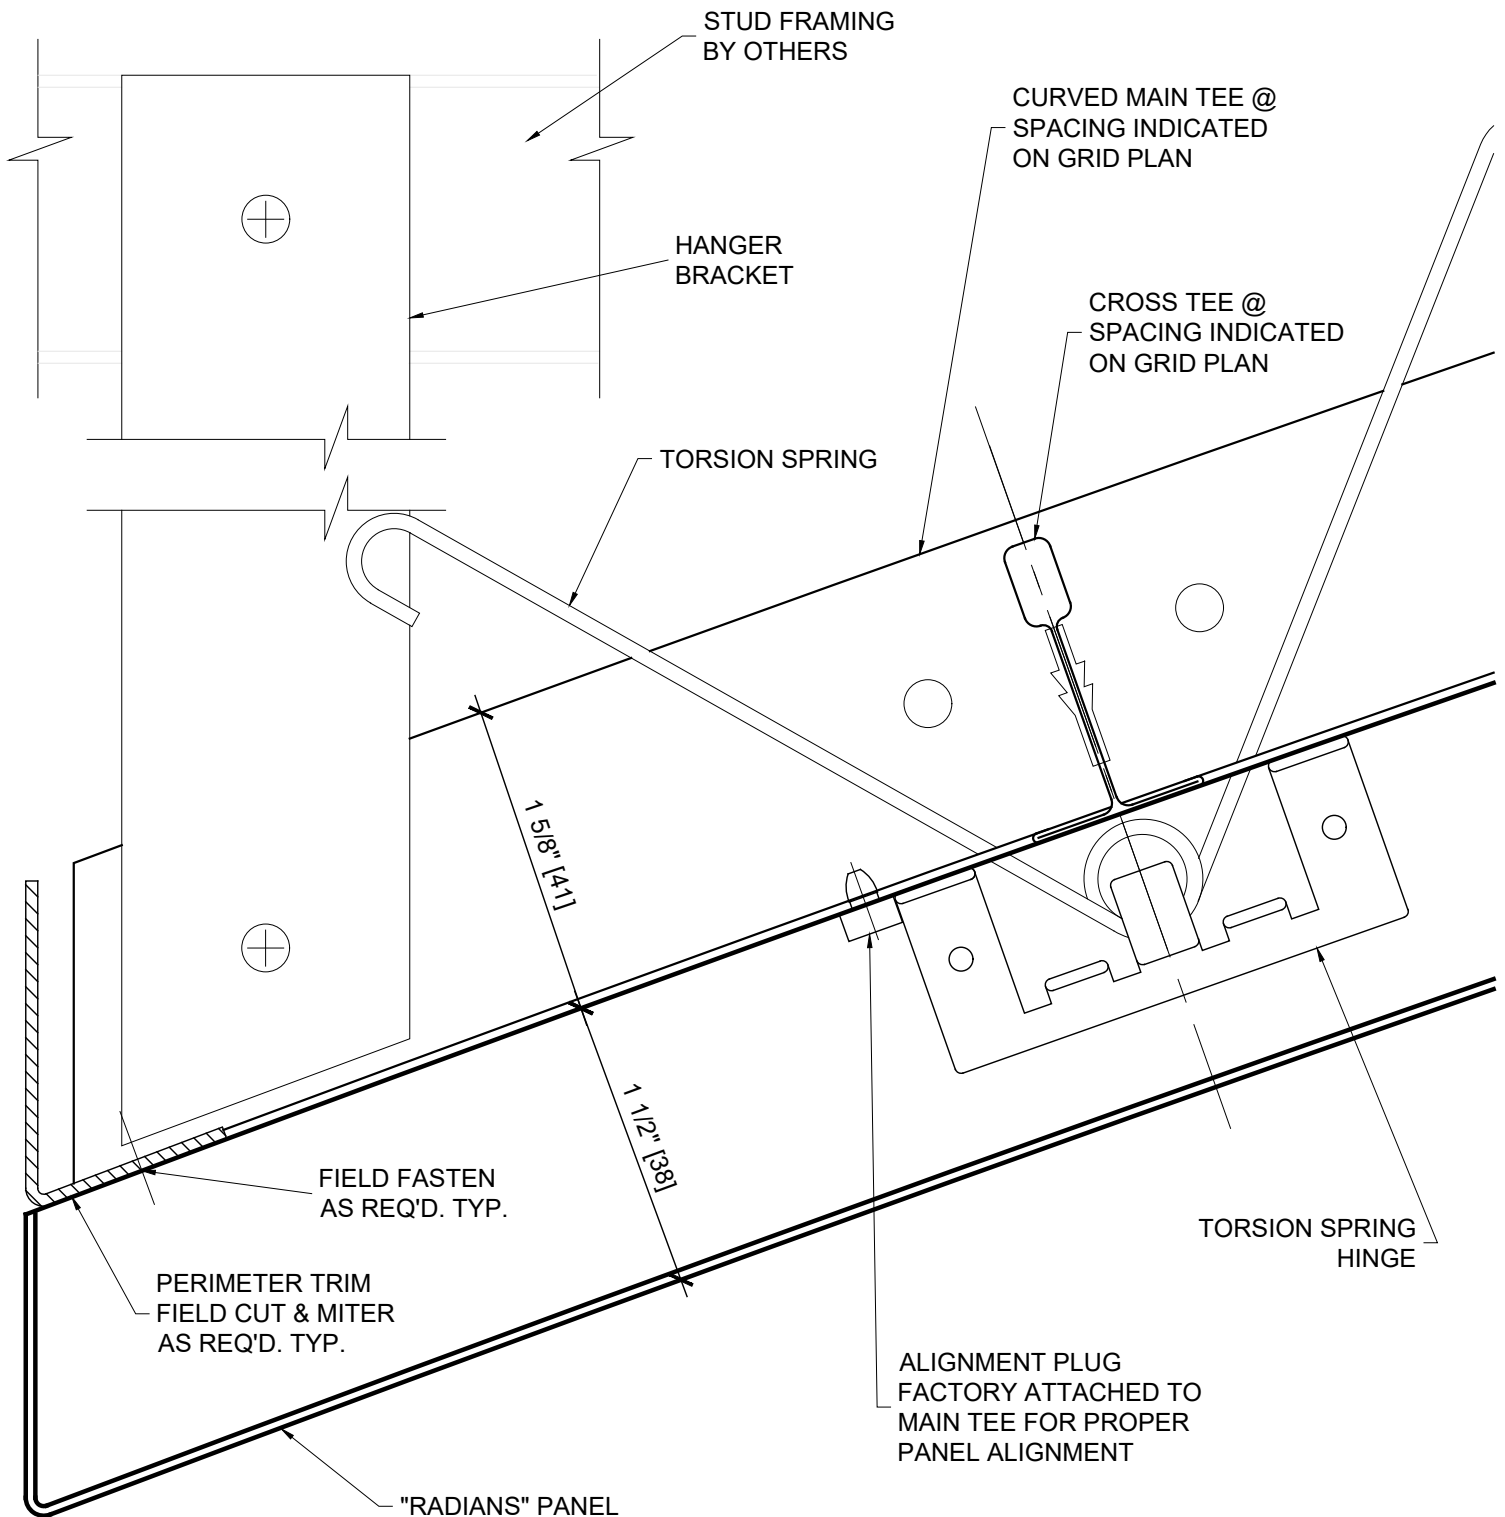 STUD FRAMING
BY OTHERS
CURVED MAIN TEE @
SPACING INDICATED
ON GRID PLAN
HANGER
BRACKET
CROSS TEE @
SPACING INDICATED
ON GRID PLAN
TORSION SPRING
1 5/8" [41]
1 1/2" [38]
FIELD FASTEN
AS REQ'D. TYP.
TORSION SPRING
HINGE
PERIMETER TRIM
FIELD CUT & MITER
AS REQ'D. TYP.
ALIGNMENT PLUG
FACTORY ATTACHED TO
MAIN TEE FOR PROPER
PANEL ALIGNMENT
"RADIANS" PANEL